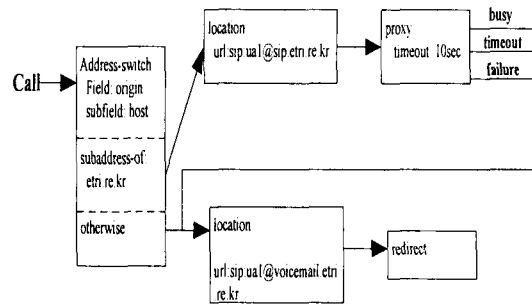 Call
Address-switch
Field: origin
subfield: host
subaddress-of:
etri.re.kr
otherwise
location
url:sip:ua1@sip.etri.re.kr
proxy
timeout 10sec
busy
timeout
failure
location
url:sip:ua1@voicemail.etri
.re.kr
redirect